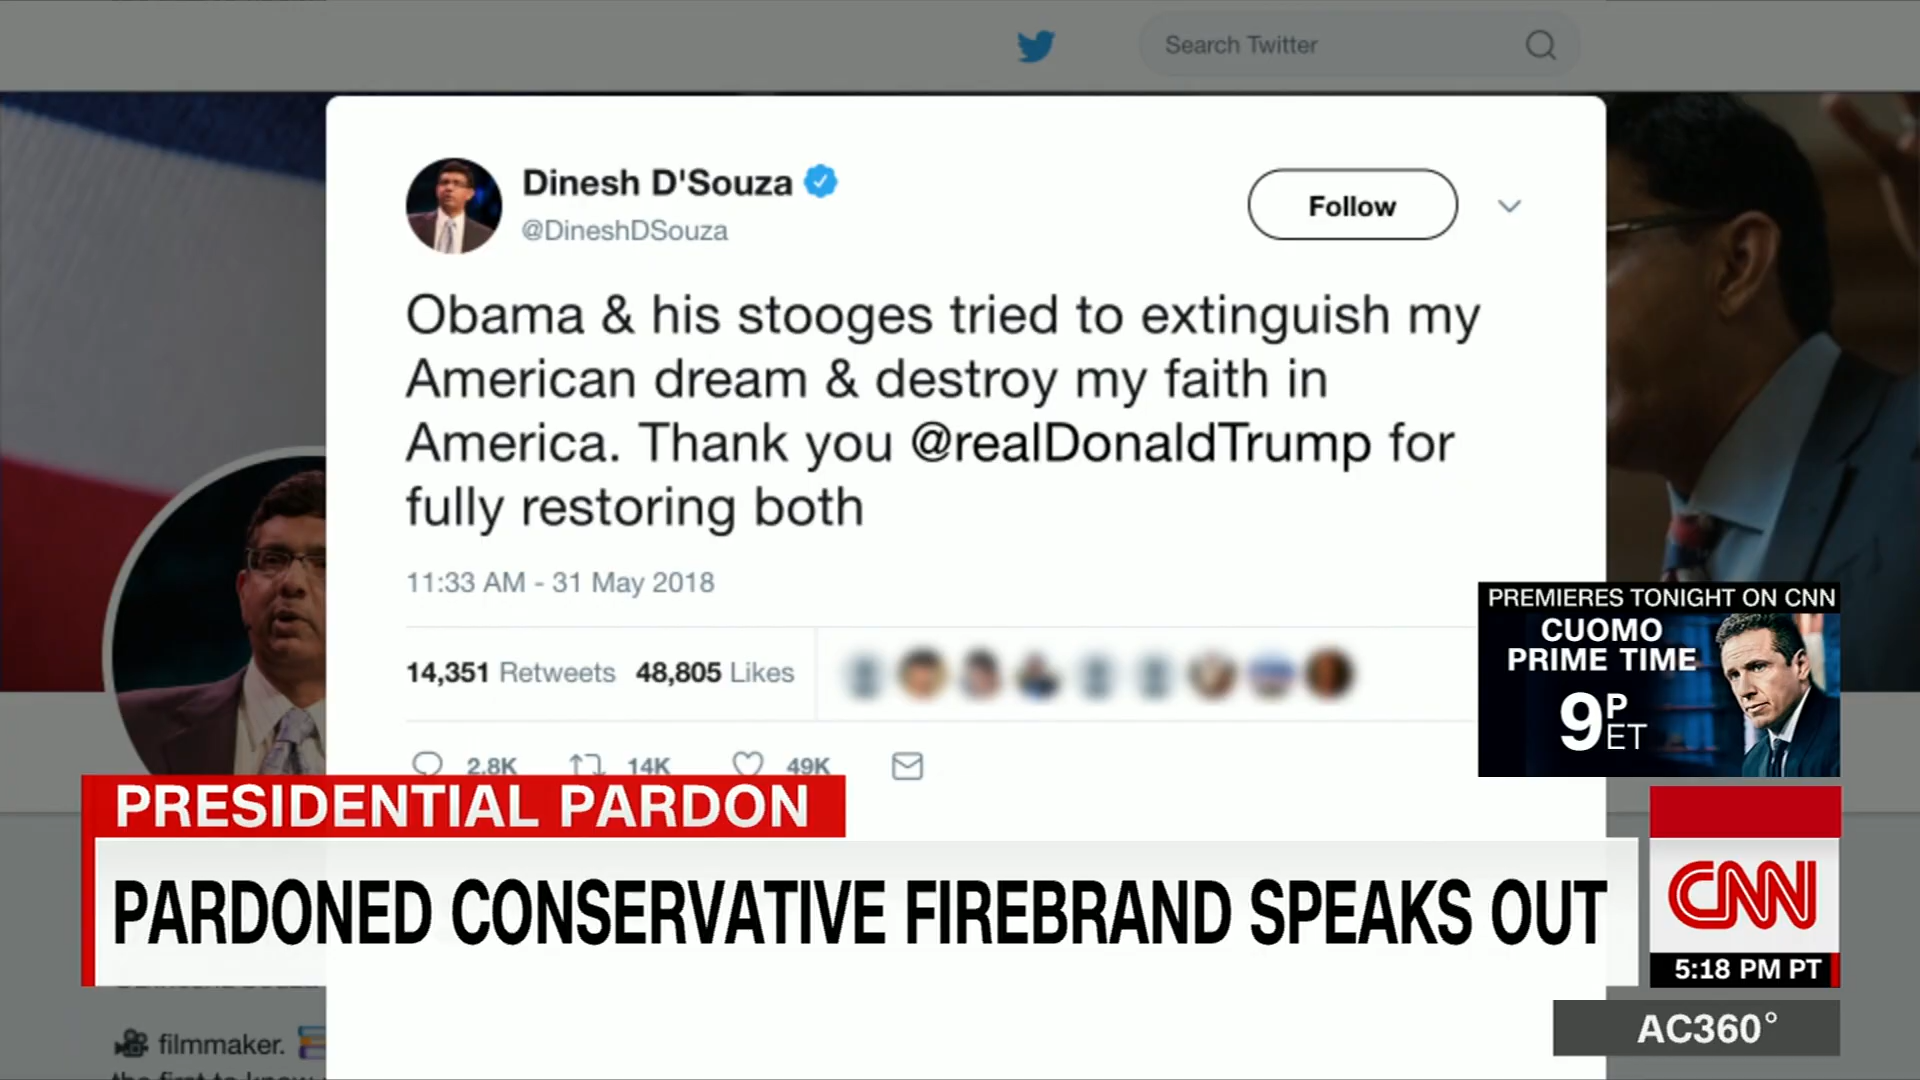 Search Twitter
Dinesh D'Souza
@DineshDSouza
Follow
Obama & his stooges tried to extinguish my
American dream & destroy my faith in
America. Thank you @realDonaldTrump for
fully restoring both
11:33 AM - 31 May 2018
14,351 Retweets 48,805 Likes
2.8K 14K 49K
PREMIERES TONIGHT ON CNN
CUOMO
PRIME TIME
9P ET
PRESIDENTIAL PARDON
PARDONED CONSERVATIVE FIREBRAND SPEAKS OUT
CNN
5:18 PM PT
AC360°
filmmaker.